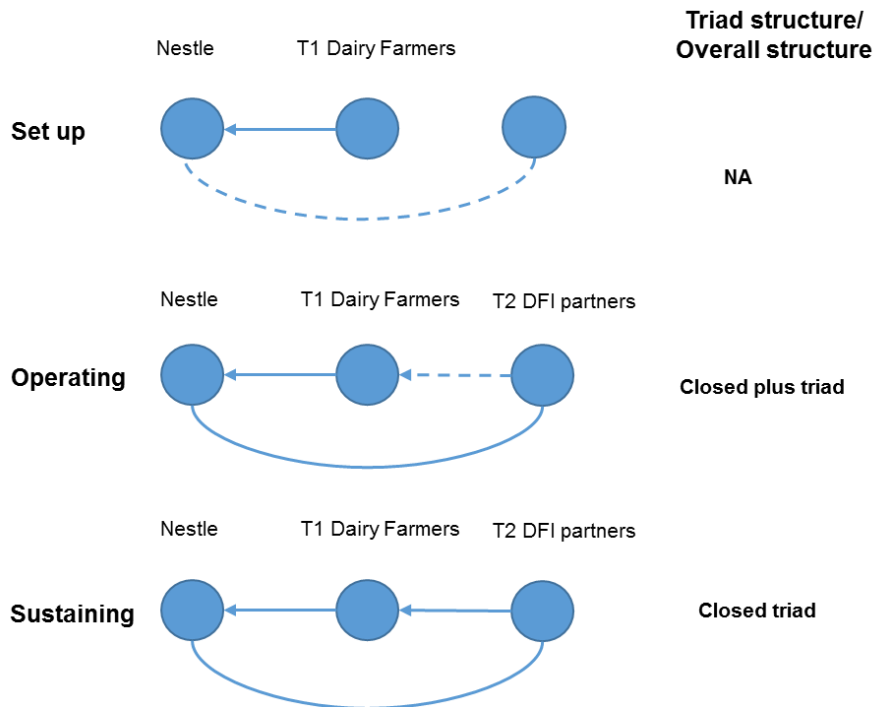 Triad structure/
Overall structure
Nestle T1 Dairy Farmers
Set up
NA
Nestle T1 Dairy Farmers T2 DFI partners
Operating
Closed plus triad
Nestle T1 Dairy Farmers T2 DFI partners
Sustaining
Closed triad